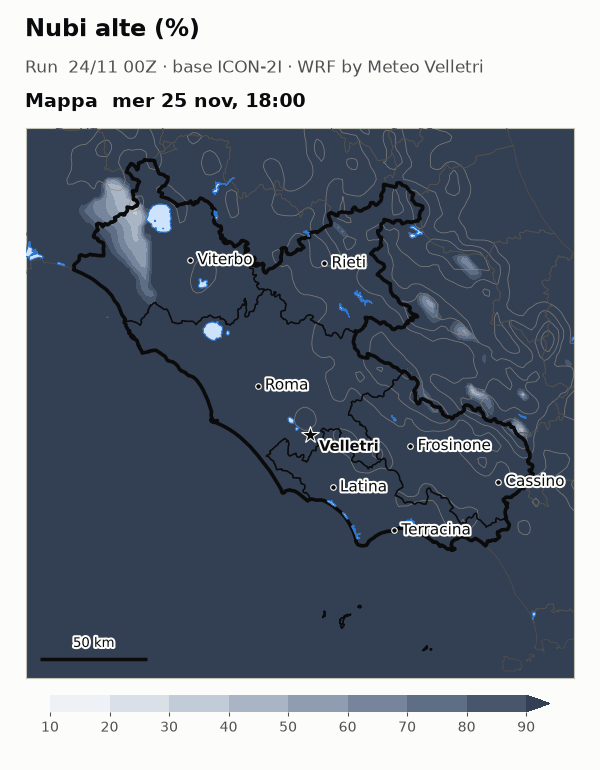 Nubi alte (%)
Run  24/11 00Z · base ICON-2I · WRF by Meteo Velletri
Mappa  mer 25 nov, 18:00
Viterbo
Rieti
Roma
Velletri
Frosinone
Cassino
Latina
Terracina
50 km
10 20 30 40 50 60 70 80 90